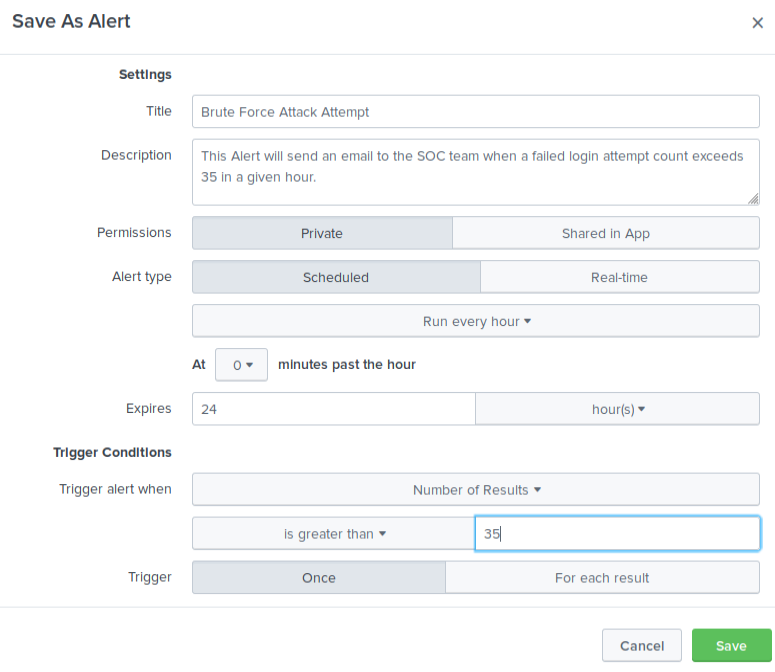 Save As Alert
×
Settings
Title
Brute Force Attack Attempt
Description
This Alert will send an email to the SOC team when a failed login attempt count exceeds
35 in a given hour.
Permissions
Private
Shared in App
Alert type
Scheduled
Real-time
Run every hour
At
0
minutes past the hour
Expires
24
hour(s)
Trigger Conditions
Trigger alert when
Number of Results
is greater than
35
Trigger
Once
For each result
Cancel
Save